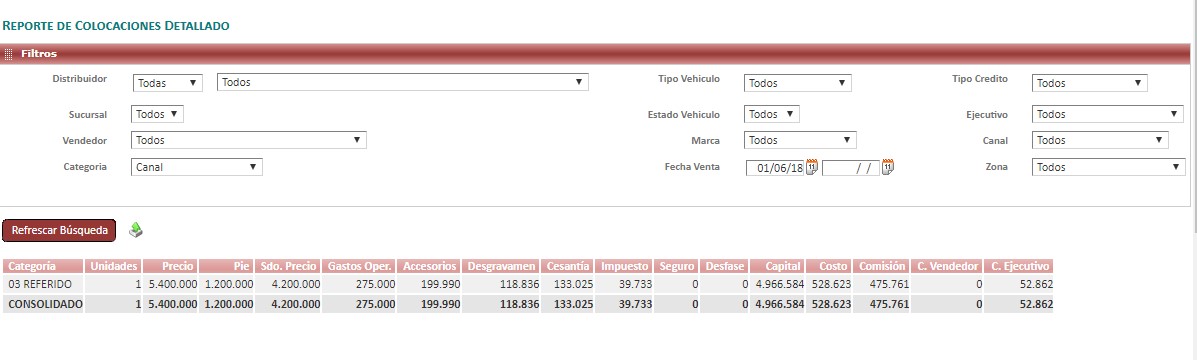 REPORTE DE COLOCACIONES DETALLADO
Filtros
Distribuidor Todas Todos Tipo Vehiculo Todos Tipo Credito Todos
Sucursal Todos Estado Vehiculo Todos Ejecutivo Todos
Vendedor Todos Marca Todos Canal Todos
Categoria Canal Fecha Venta 01/06/18 11 / / 11 Zona Todos
Refrescar Búsqueda
Categoría Unidades Precio Pie Sdo. Precio Gastos Oper. Accesorios Desgravamen Cesantía Impuesto Seguro Desfase Capital Costo Comisión C. Vendedor C. Ejecutivo
03 REFERIDO 1 5.400.000 1.200.000 4.200.000 275.000 199.990 118.836 133.025 39.733 0 0 4.966.584 528.623 475.761 0 52.862
CONSOLIDADO 1 5.400.000 1.200.000 4.200.000 275.000 199.990 118.836 133.025 39.733 0 0 4.966.584 528.623 475.761 0 52.862